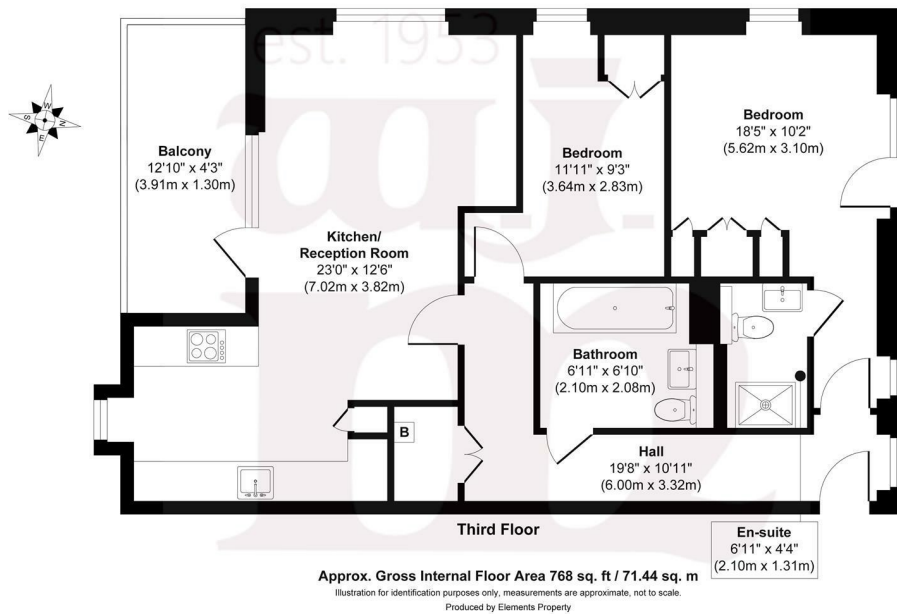 est. 1953
W
S
N
E
Balcony
12'10" x 4'3"
(3.91m x 1.30m)
Kitchen/
Reception Room
23'0" x 12'6"
(7.02m x 3.82m)
Bedroom
11'11" x 9'3"
(3.64m x 2.83m)
Bedroom
18'5" x 10'2"
(5.62m x 3.10m)
Bathroom
6'11" x 6'10"
(2.10m x 2.08m)
B
Hall
19'8" x 10'11"
(6.00m x 3.32m)
En-suite
6'11" x 4'4"
(2.10m x 1.31m)
Third Floor
Approx. Gross Internal Floor Area 768 sq. ft / 71.44 sq. m
Illustration for identification purposes only, measurements are approximate, not to scale.
Produced by Elements Property